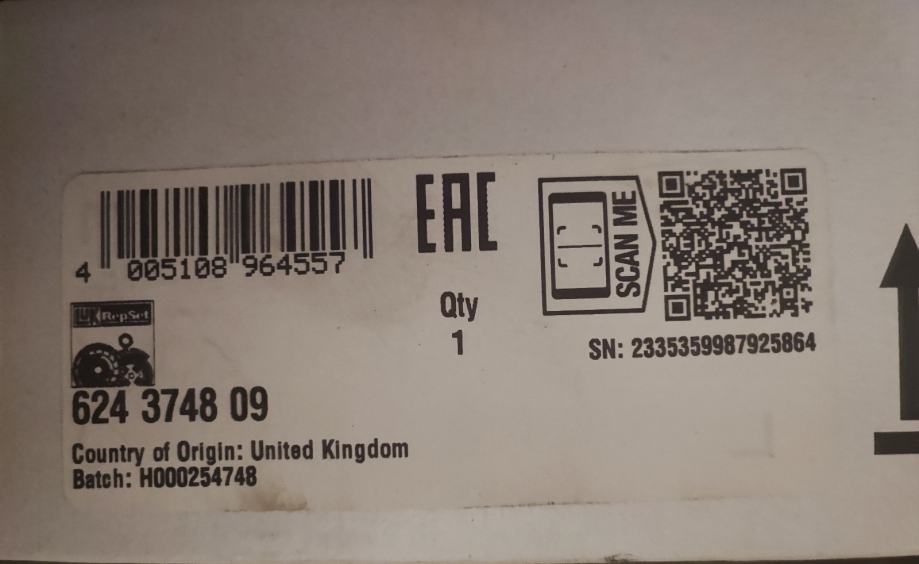 4 005108 964557
EAC
Qty
1
SCAN ME
SN: 2335359987925864
LUK RepSet
624 3748 09
Country of Origin: United Kingdom
Batch: H000254748